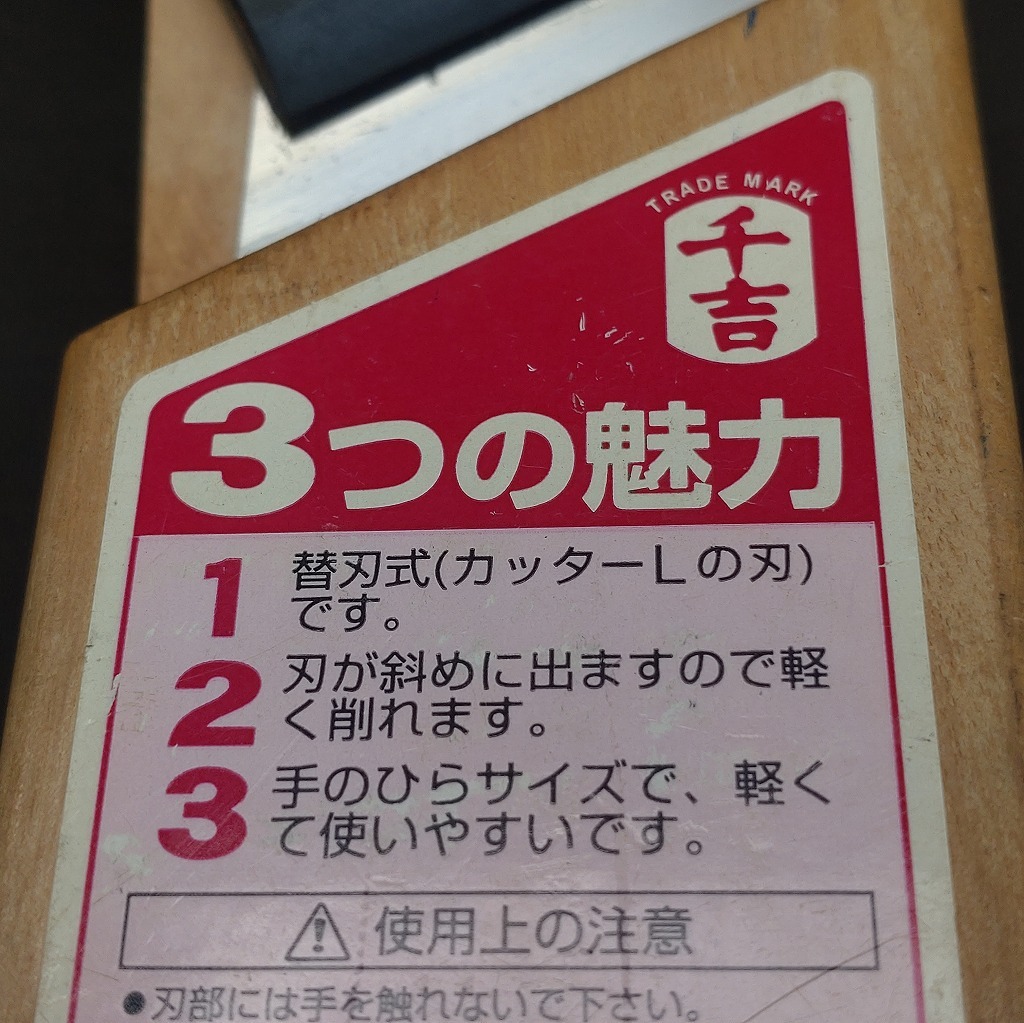 TRADE MARK
千吉
3つの魅力
1 替刃式(カッターLの刃)
です。
2 刃が斜めに出ますので軽
く削れます。
3 手のひらサイズで、軽く
て使いやすいです。
⚠使用上の注意
●刃部には手を触れないで下さい。